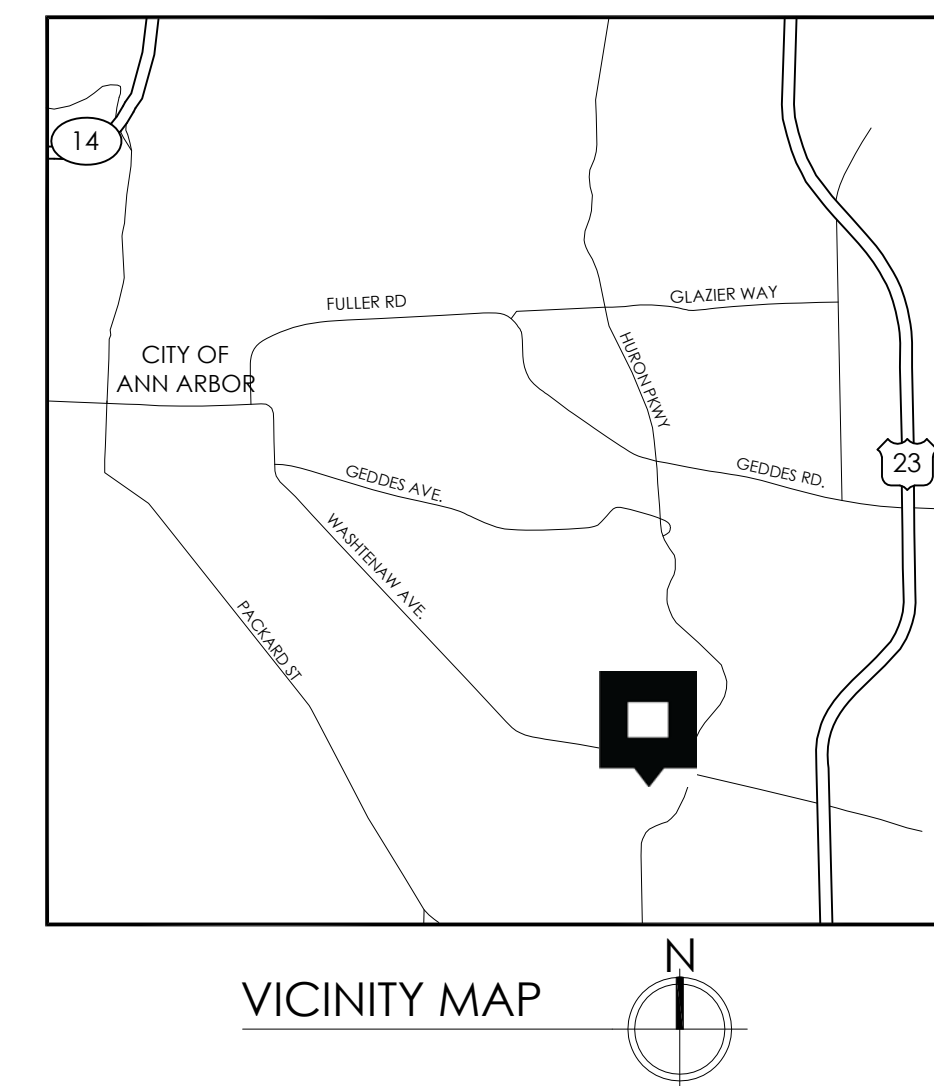 14
FULLER RD
GLAZIER WAY
CITY OF
ANN ARBOR
HURON PKWY
23
GEDDES AVE.
GEDDES RD.
WASHTENAW AVE.
PACKARD ST
VICINITY MAP
N